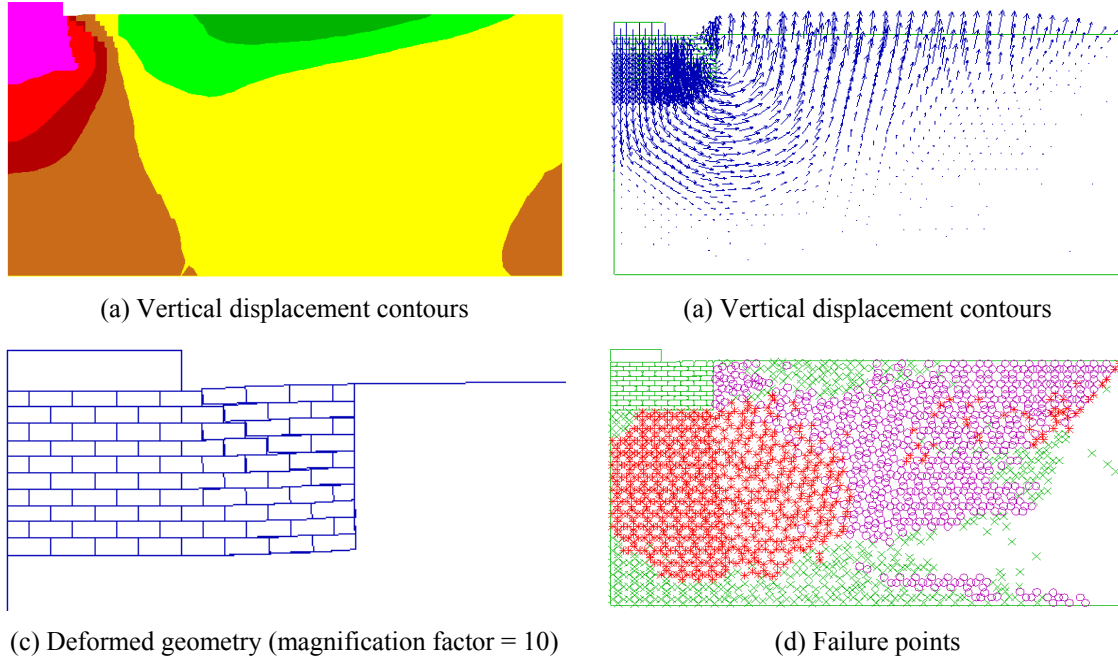 (a) Vertical displacement contours
(a) Vertical displacement contours
(c) Deformed geometry (magnification factor = 10)
(d) Failure points